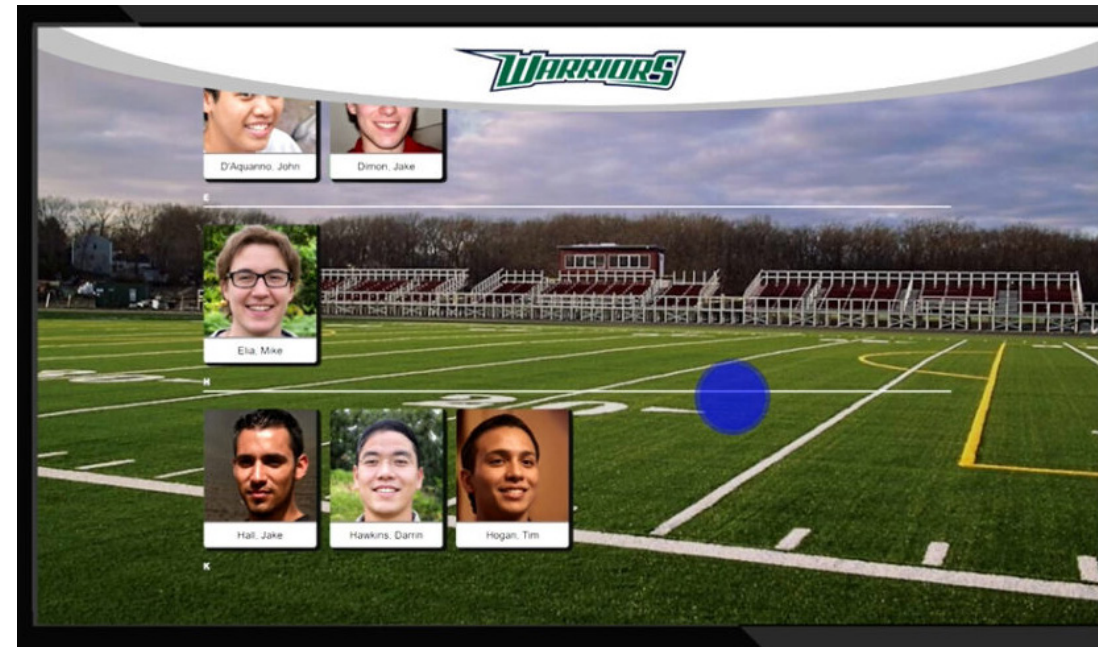 WARRIORS
D'Aquanno, John
Dimon, Jake
E
Elia, Mike
H
Hall, Jake
Hawkins, Darrin
Hogan, Tim
K